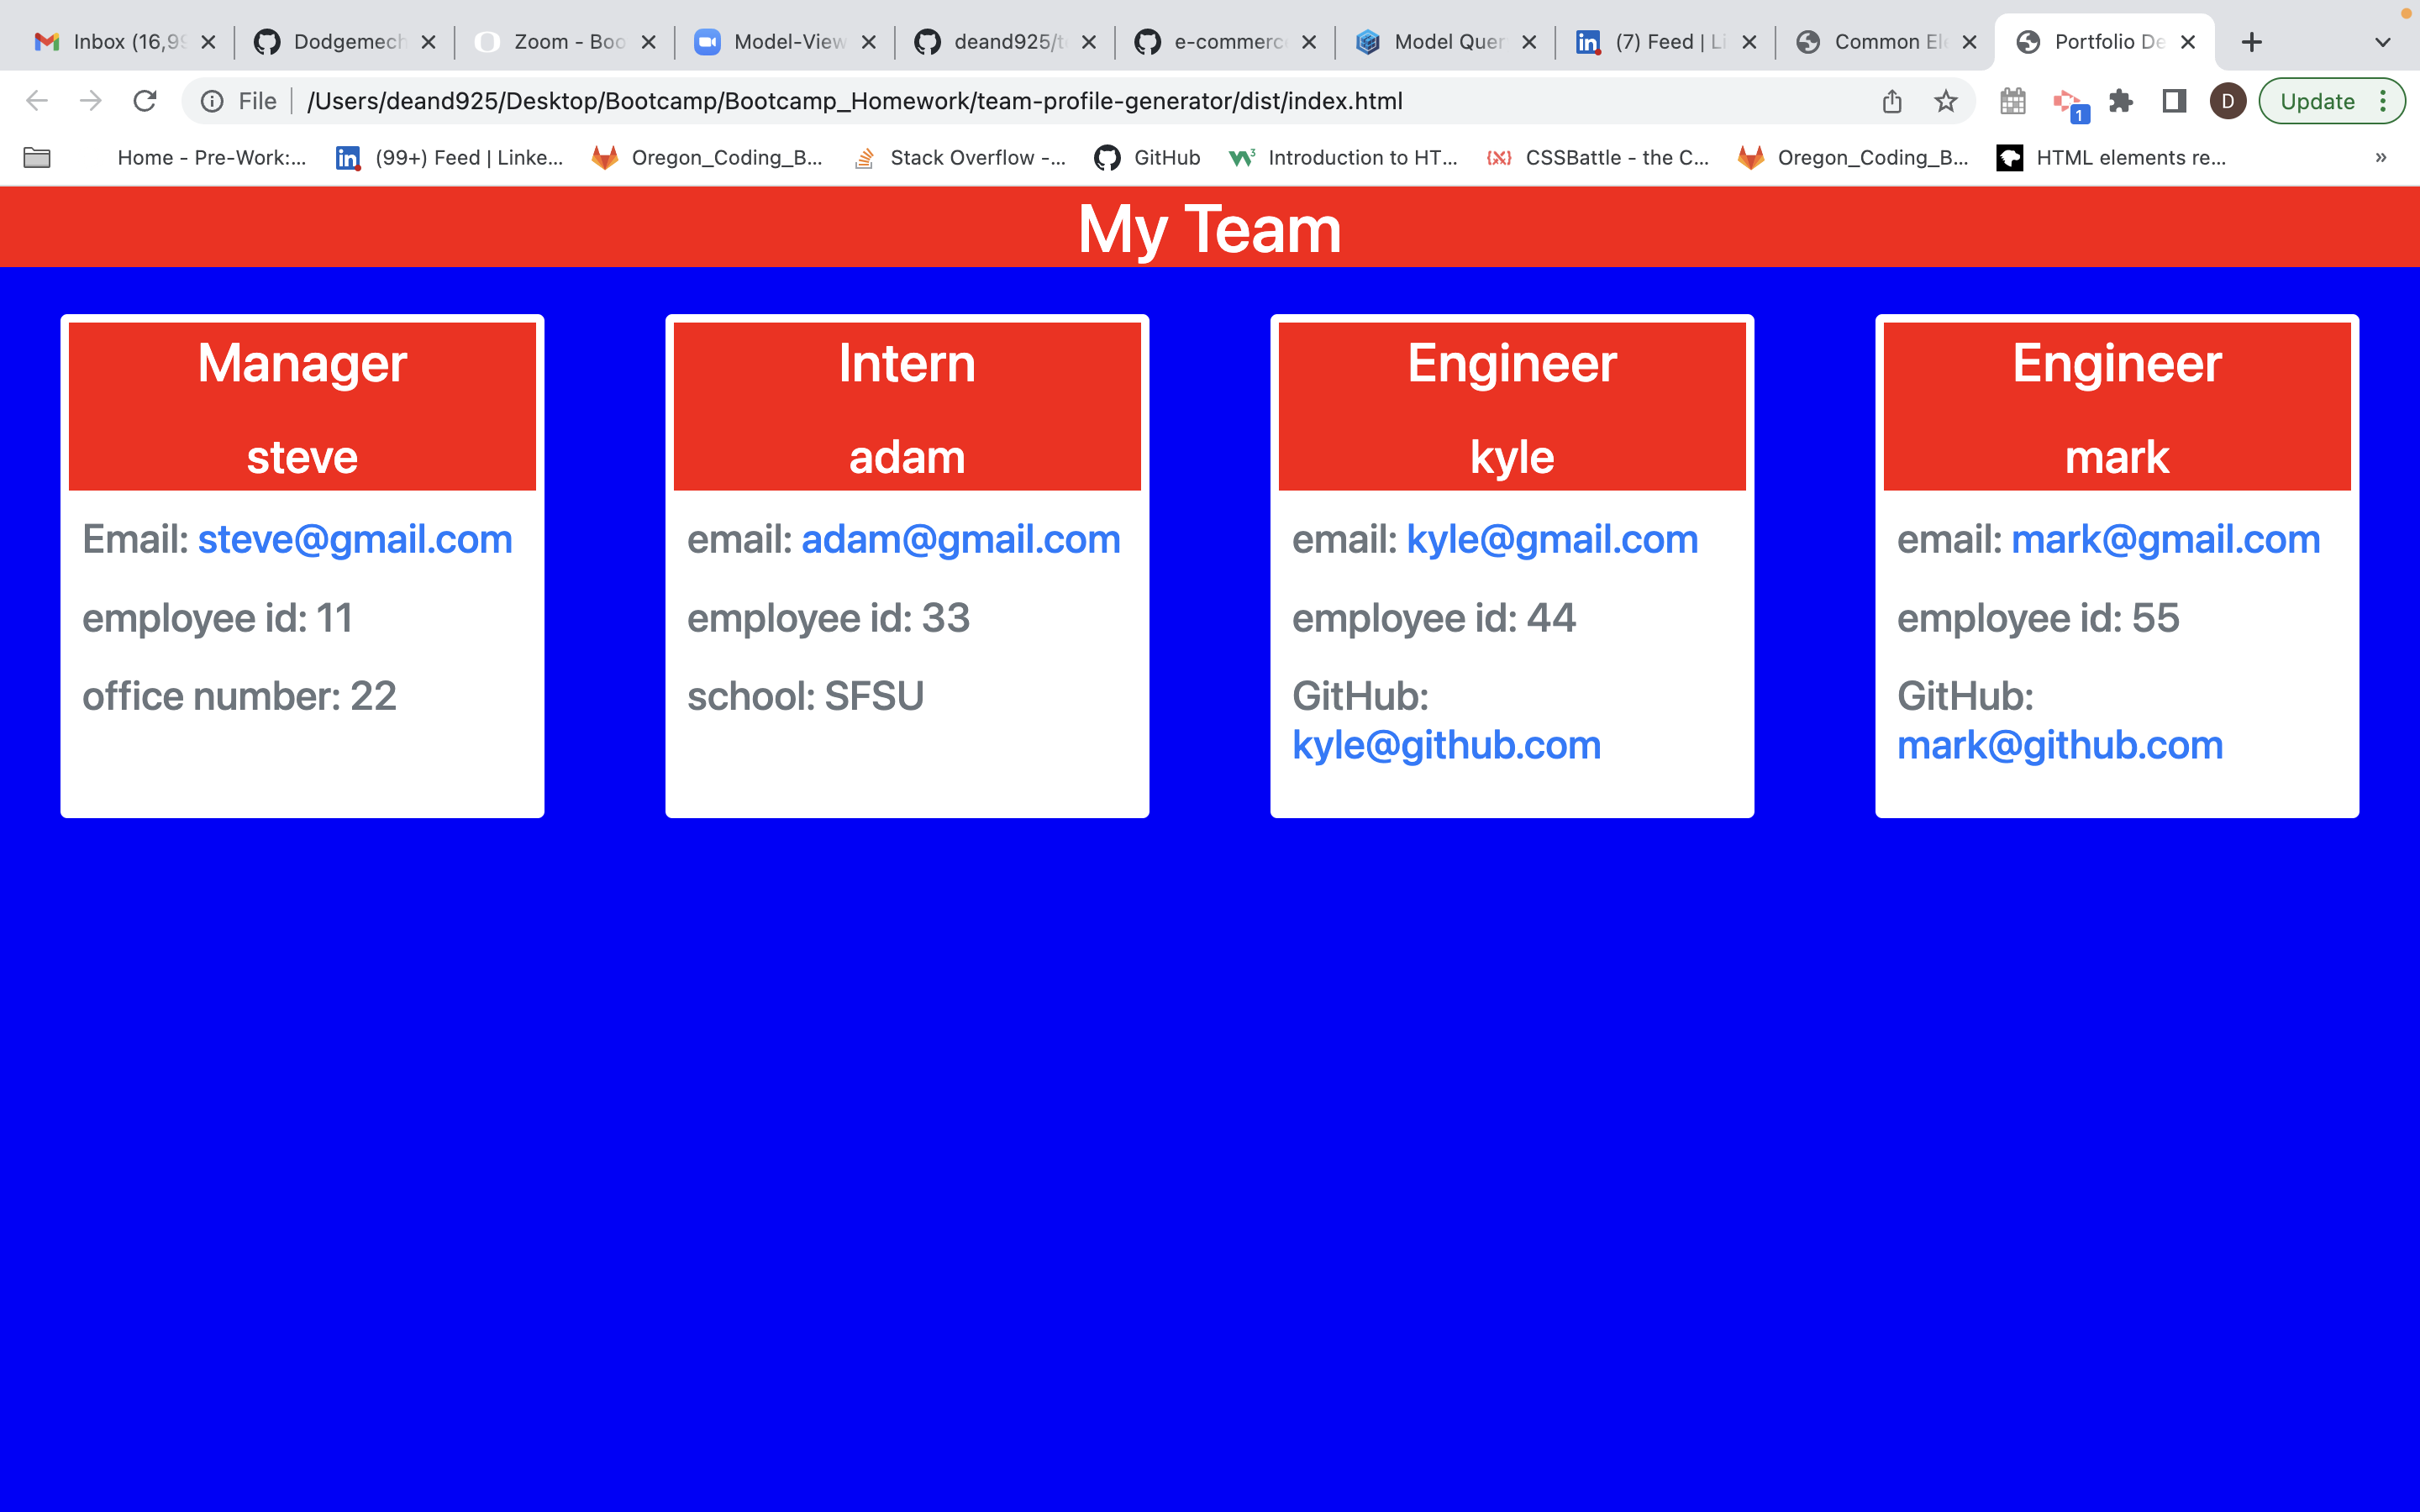 Inbox (16,99 Dodgemech Zoom - Boo Model-View deand925/t e-commerc Model Quer (7) Feed | Li Common Ele Portfolio De
File /Users/deand925/Desktop/Bootcamp/Bootcamp_Homework/team-profile-generator/dist/index.html 1 D Update
Home - Pre-Work:... (99+) Feed | Linke... Oregon_Coding_B... Stack Overflow -... GitHub Introduction to HT... CSSBattle - the C... Oregon_Coding_B... HTML elements re... »
My Team
Manager
steve
Email: steve@gmail.com
employee id: 11
office number: 22
Intern
adam
email: adam@gmail.com
employee id: 33
school: SFSU
Engineer
kyle
email: kyle@gmail.com
employee id: 44
GitHub:
kyle@github.com
Engineer
mark
email: mark@gmail.com
employee id: 55
GitHub:
mark@github.com